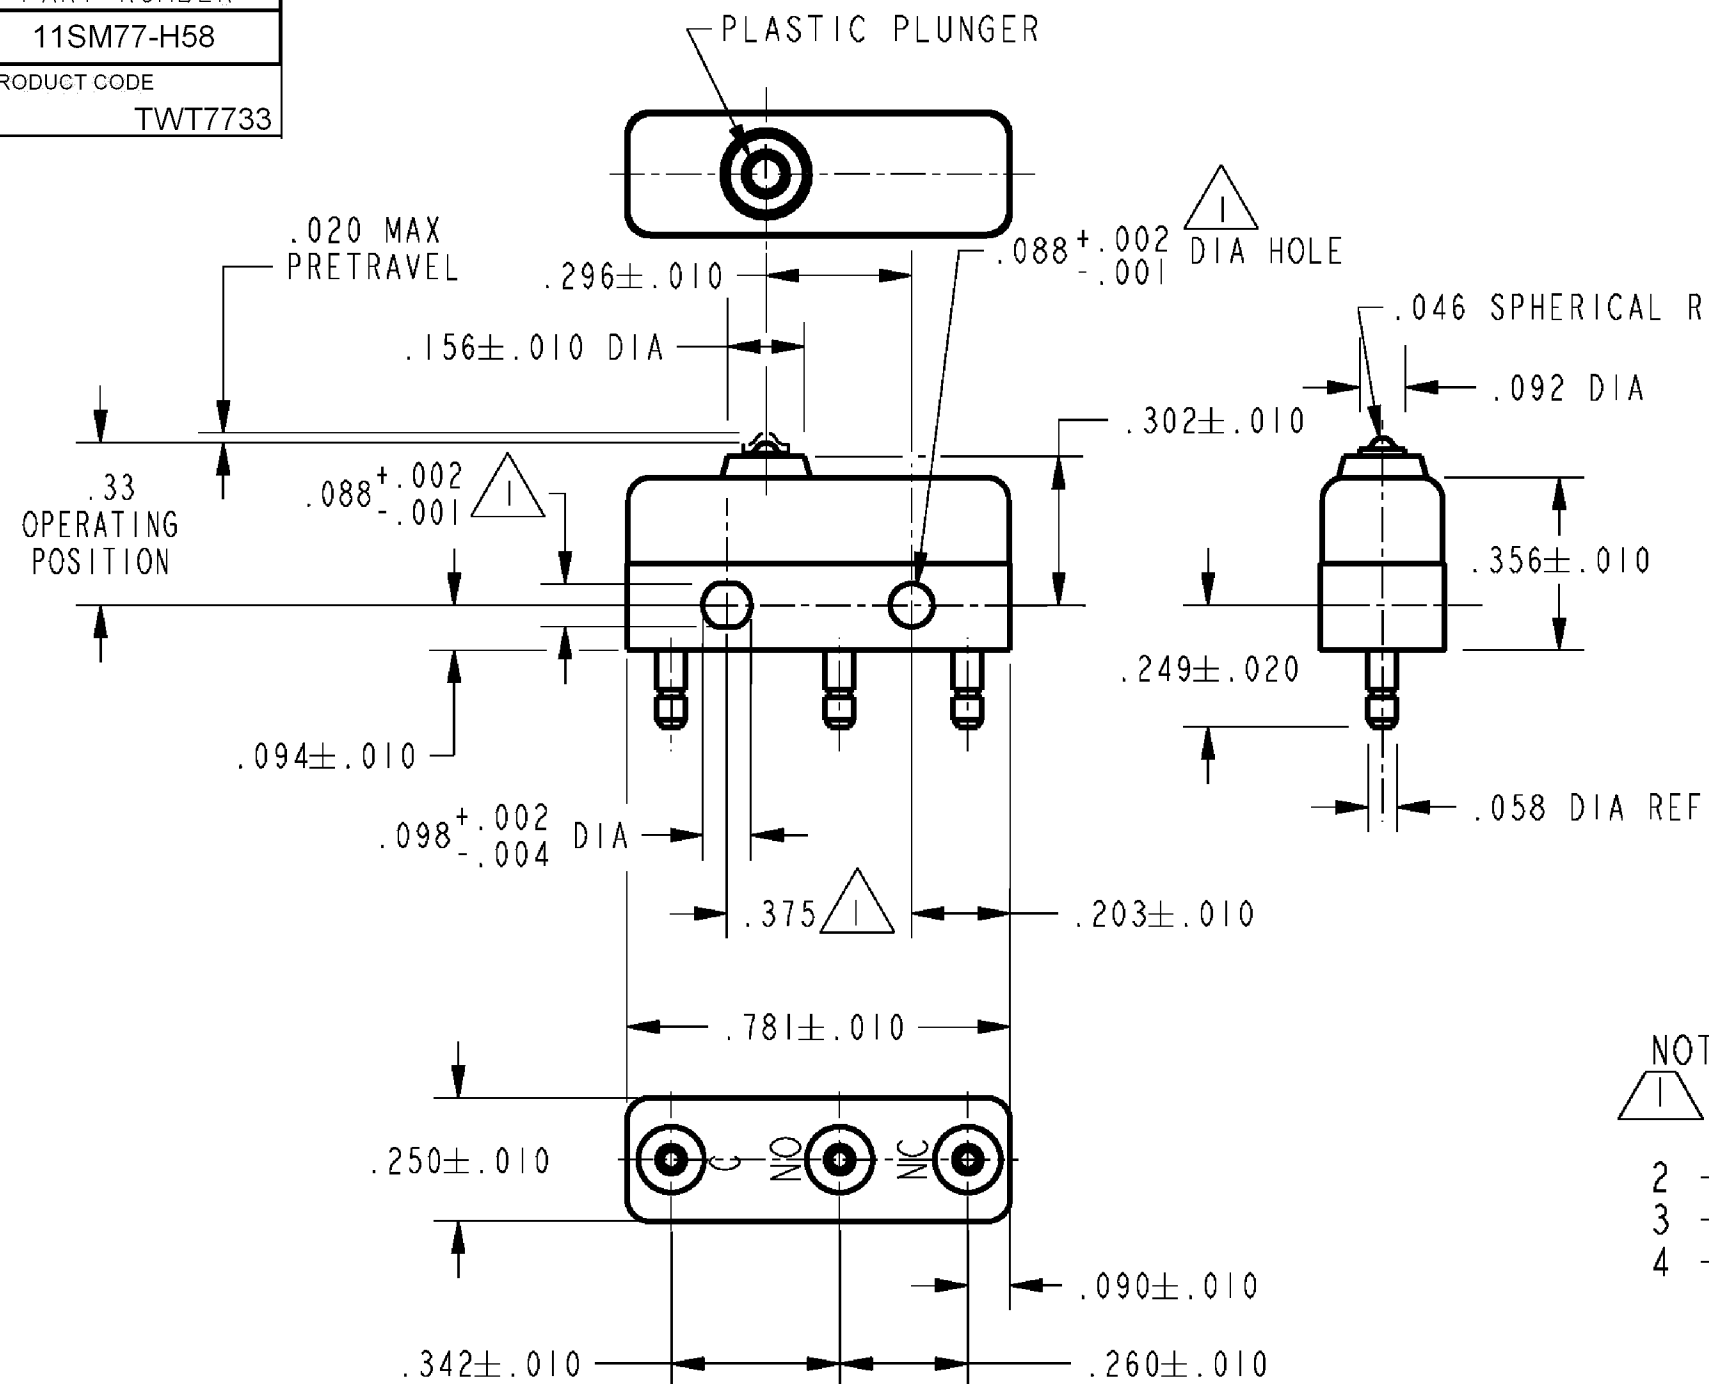 PART NUMBER
11SM77-H58
RODUCT CODE
TWT7733
PLASTIC PLUNGER
.020 MAX
PRETRAVEL
.296±.010
.088 +.002 -.001 DIA HOLE
1
.156±.010 DIA
.046 SPHERICAL R
.092 DIA
.302±.010
.33
OPERATING
POSITION
.088 +.002 -.001
1
.356±.010
.249±.020
.094±.010
.098 +.002 -.004 DIA
.058 DIA REF
.375
1
.203±.010
.781±.010
NOT
1
2 -
3 -
4 -
.250±.010
C
NO
NC
.090±.010
.342±.010
.260±.010